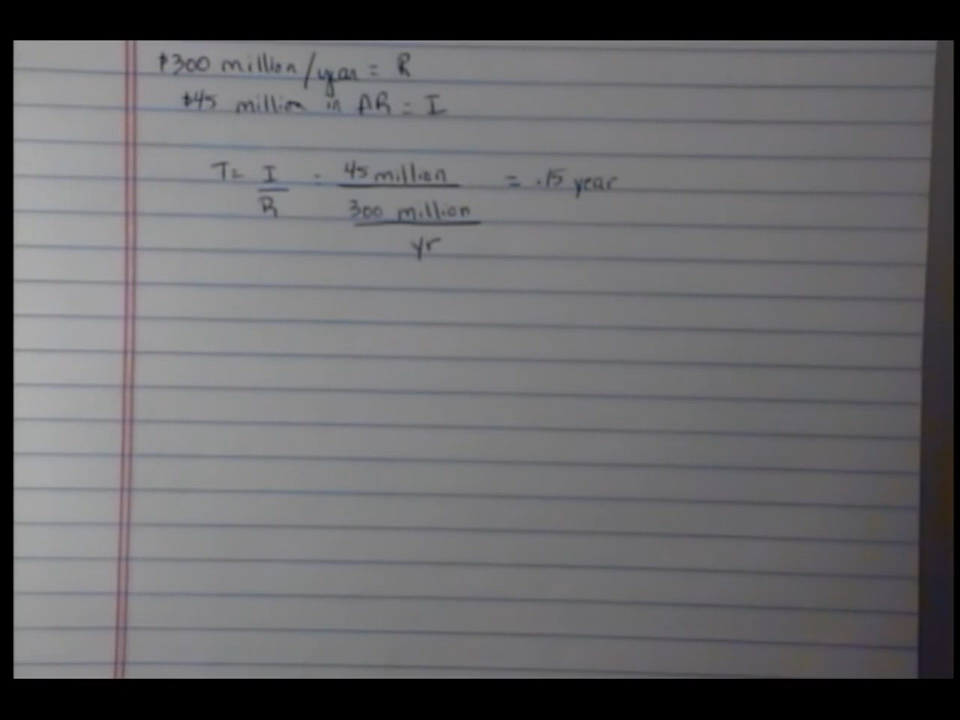 $300 million/year = R
$45 million in AR = I
T= I/R = 45 million / 300 million/yr = .15 year